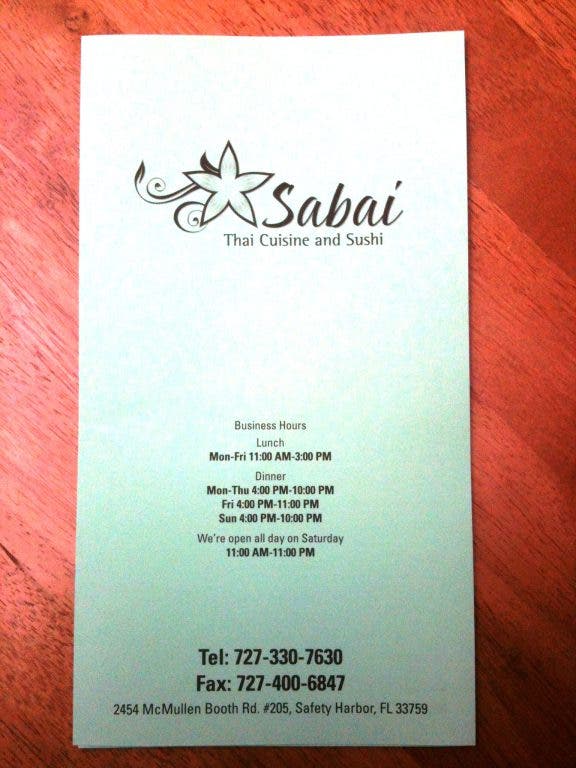 Sabai
Thai Cuisine and Sushi
Business Hours
Lunch
Mon-Fri 11:00 AM-3:00 PM
Dinner
Mon-Thu 4:00 PM-10:00 PM
Fri 4:00 PM-11:00 PM
Sun 4:00 PM-10:00 PM
We're open all day on Saturday
11:00 AM-11:00 PM
Tel: 727-330-7630
Fax: 727-400-6847
2454 McMullen Booth Rd. #205, Safety Harbor, FL 33759